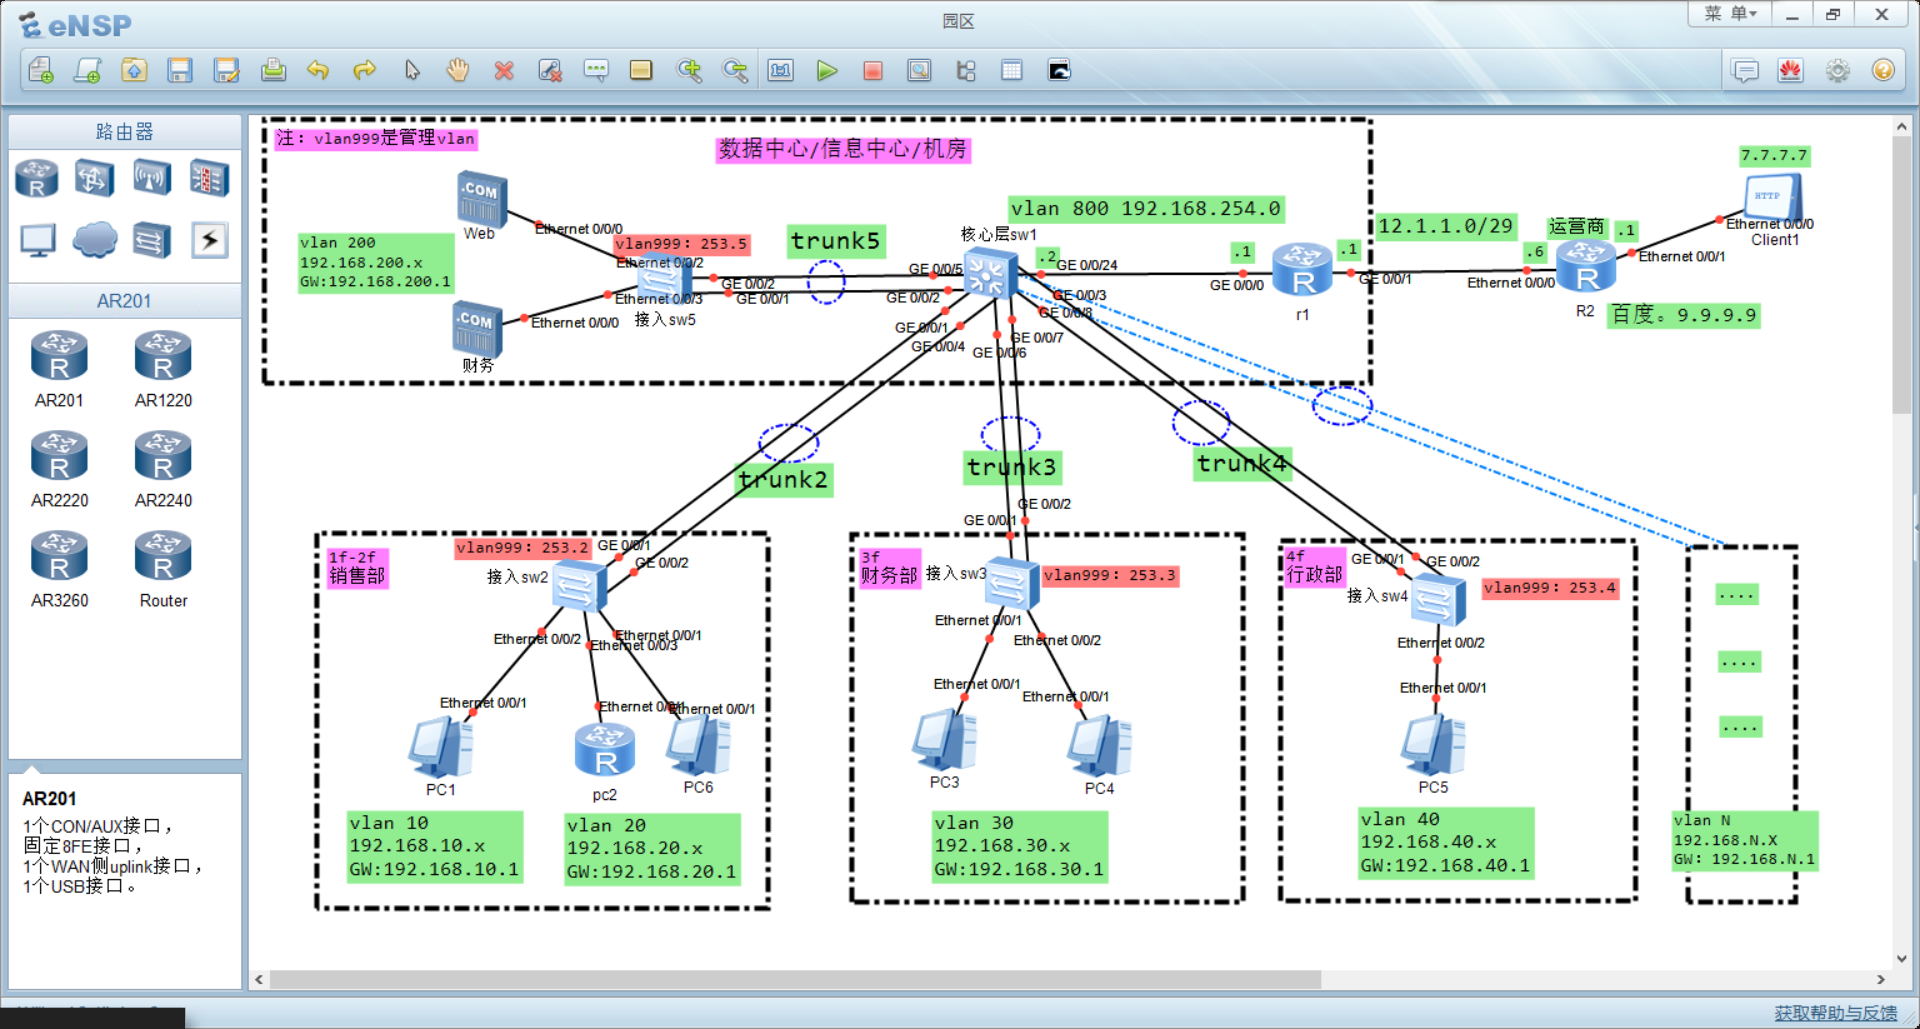 eNSP
园区
菜 单
路由器
AR201
AR201
AR1220
AR2220
AR2240
AR3260
Router
AR201
1个CON/AUX接口，
固定8FE接口，
1个WAN侧uplink接口，
1个USB接口。
注：vlan999是管理vlan
数据中心/信息中心/机房
.COM
Web
Ethernet 0/0/0
vlan 200
192.168.200.x
GW:192.168.200.1
vlan999：253.5
Ethernet 0/0/2
Ethernet 0/0/3
接入sw5
.COM
Ethernet 0/0/0
财务
GE 0/0/2
GE 0/0/1
trunk5
GE 0/0/5
GE 0/0/2
核心层sw1
vlan 800 192.168.254.0
.2
GE 0/0/24
GE 0/0/3
GE 0/0/8
GE 0/0/1
GE 0/0/4
GE 0/0/7
GE 0/0/6
.1
GE 0/0/0
R
r1
.1
GE 0/0/1
12.1.1.0/29
运营商
.6
.1
Ethernet 0/0/0
R
R2
Ethernet 0/0/1
百度。9.9.9.9
7.7.7.7
HTTP
Ethernet 0/0/0
Client1
trunk2
trunk3
trunk4
1f-2f
销售部
vlan999：253.2
GE 0/0/1
GE 0/0/2
接入sw2
Ethernet 0/0/2
Ethernet 0/0/1
Ethernet 0/0/3
Ethernet 0/0/1
Ethernet 0/0/1
PC1
R
pc2
PC6
vlan 10
192.168.10.x
GW:192.168.10.1
vlan 20
192.168.20.x
GW:192.168.20.1
GE 0/0/2
GE 0/0/1
3f
财务部
接入sw3
vlan999：253.3
Ethernet 0/0/1
Ethernet 0/0/2
Ethernet 0/0/1
Ethernet 0/0/1
PC3
PC4
vlan 30
192.168.30.x
GW:192.168.30.1
4f
行政部
GE 0/0/1
GE 0/0/2
接入sw4
vlan999：253.4
Ethernet 0/0/2
Ethernet 0/0/1
PC5
vlan 40
192.168.40.x
GW:192.168.40.1
....
....
....
vlan N
192.168.N.X
GW：192.168.N.1
获取帮助与反馈